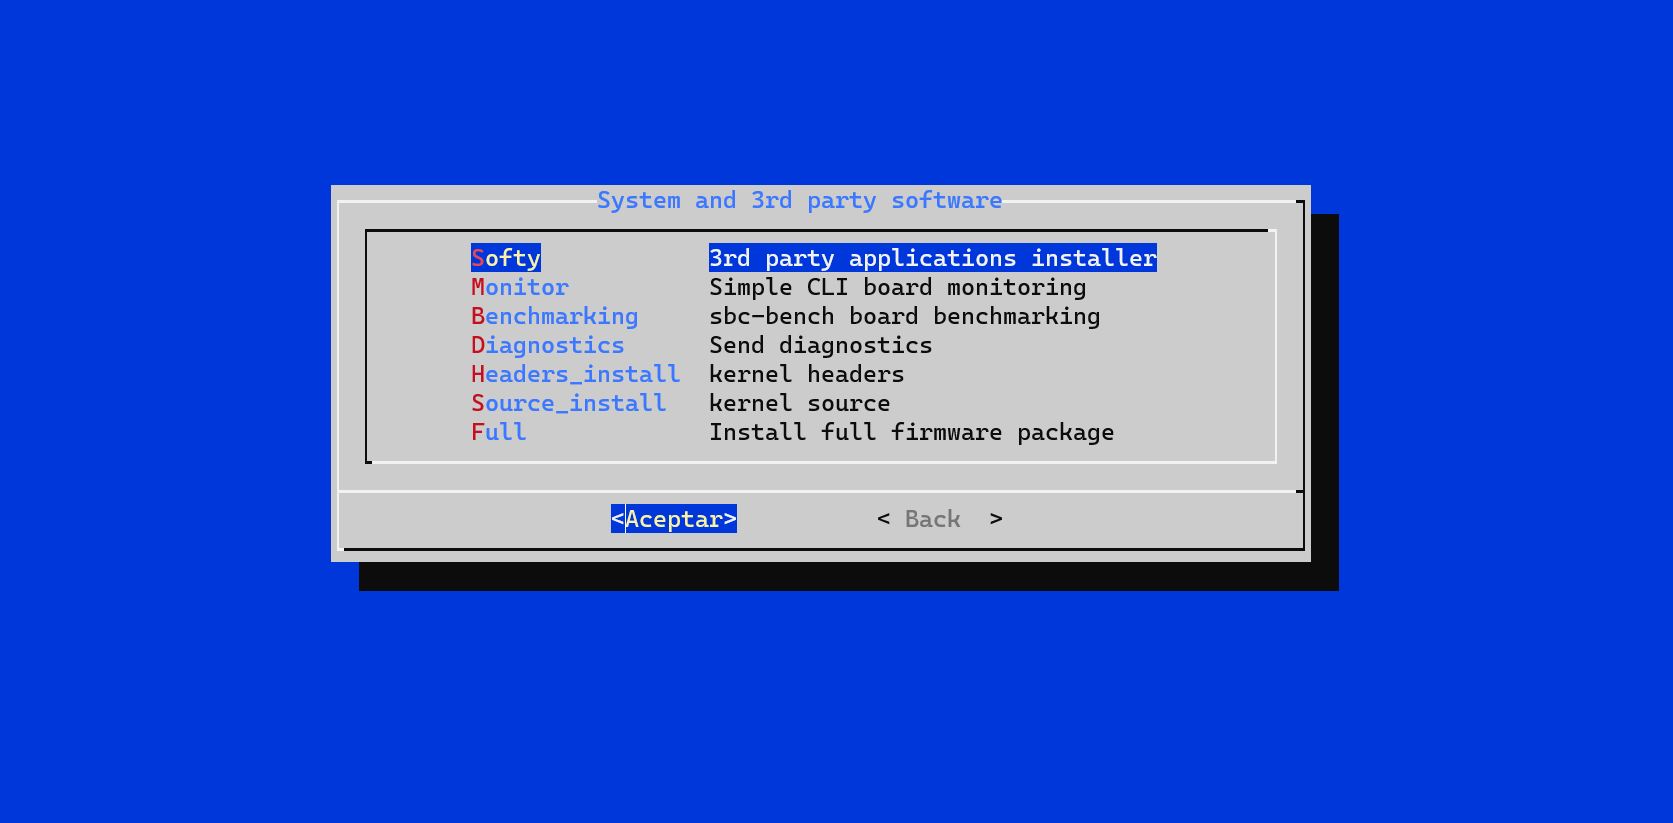 System and 3rd party software
Softy 3rd party applications installer
Monitor Simple CLI board monitoring
Benchmarking sbc-bench board benchmarking
Diagnostics Send diagnostics
Headers_install kernel headers
Source_install kernel source
Full Install full firmware package
<Aceptar> < Back >